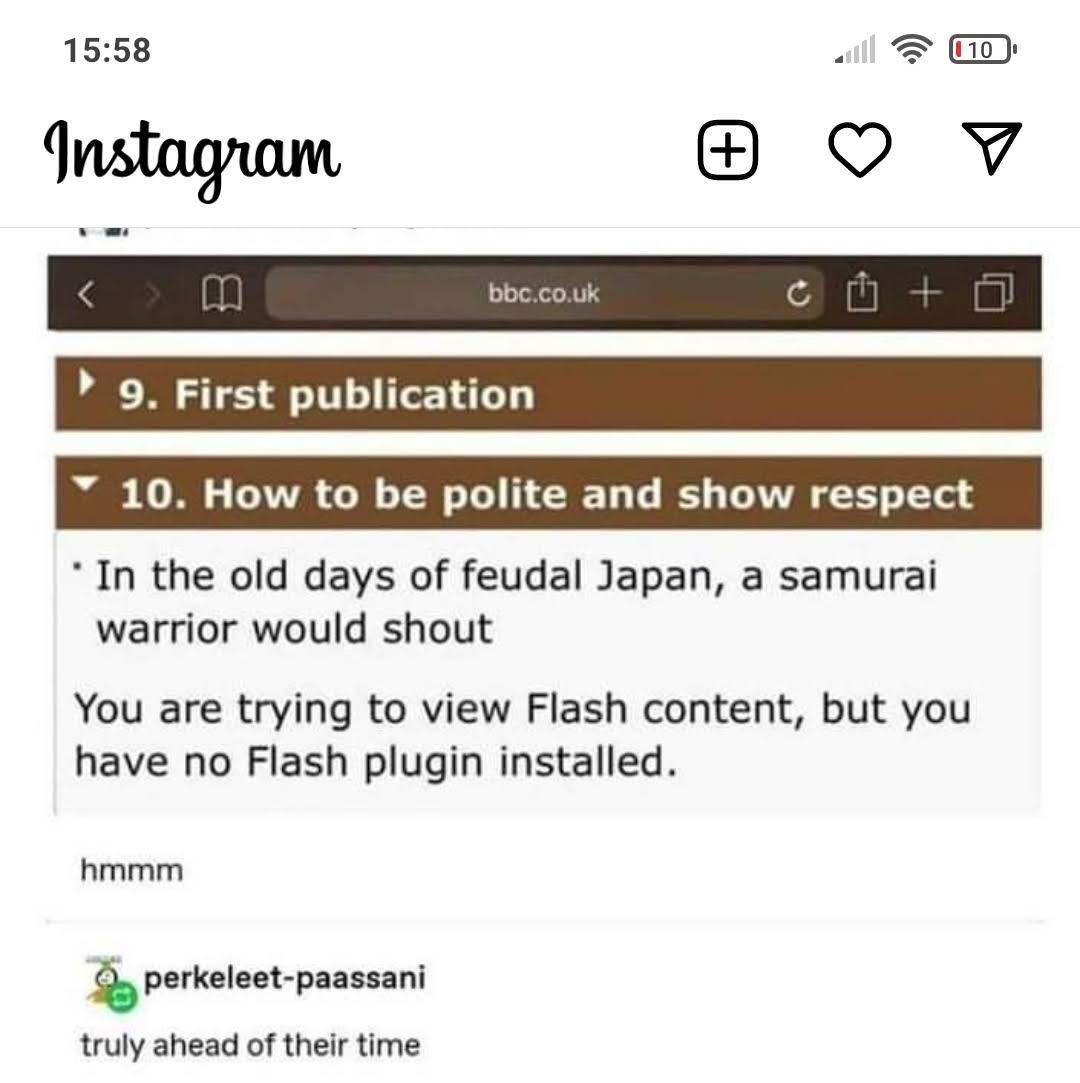 15:58
10
Instagram
bbc.co.uk
9. First publication
10. How to be polite and show respect
· In the old days of feudal Japan, a samurai
warrior would shout
You are trying to view Flash content, but you
have no Flash plugin installed.
hmmm
perkeleet-paassani
truly ahead of their time